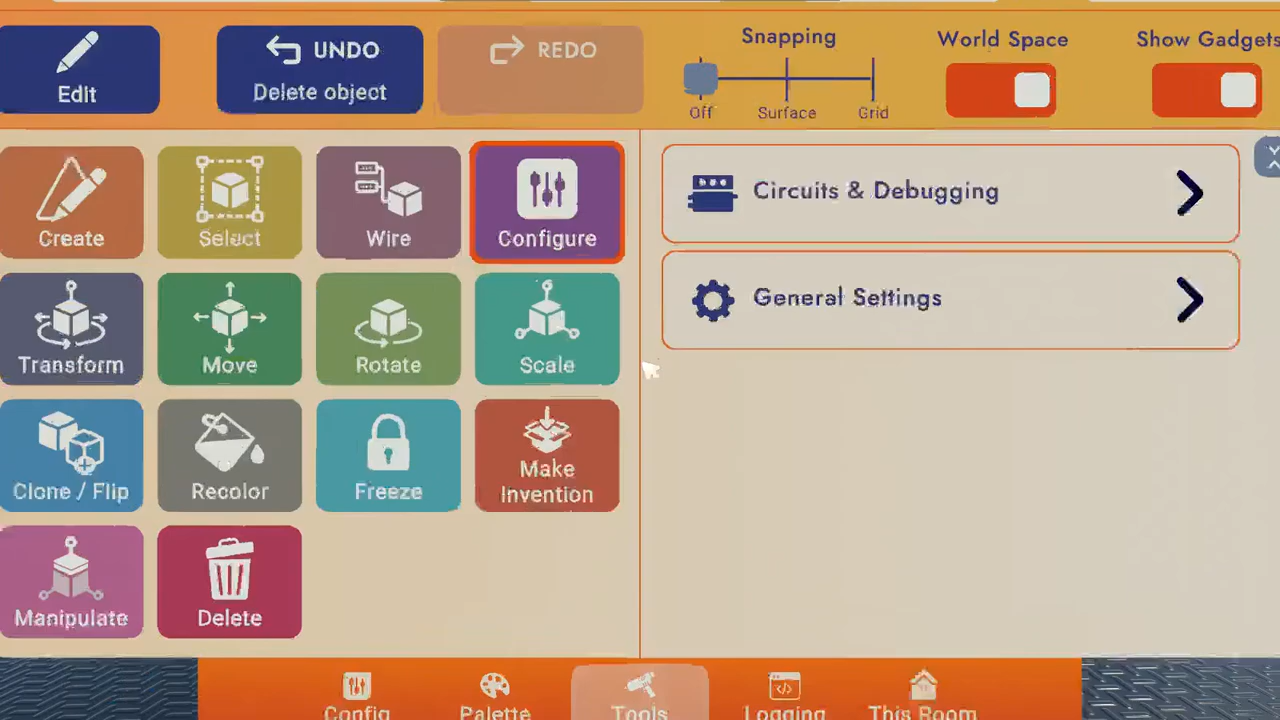 Edit
UNDO
Delete object
REDO
Snapping
Off
Surface
Grid
World Space
Show Gadgets
Create
Select
Wire
Configure
Transform
Move
Rotate
Scale
Clone / Flip
Recolor
Freeze
Make
Invention
Manipulate
Delete
Circuits & Debugging
General Settings
Config
Palette
Tools
Logging
This Room